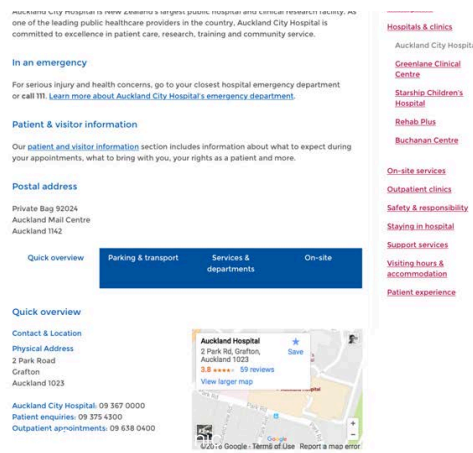 Auckland City Hospital is New Zealand's largest public hospital and clinical research facility. As
one of the leading public healthcare providers in the country, Auckland City Hospital is
committed to excellence in patient care, research, training and community service.
In an emergency
For serious injury and health concerns, go to your closest hospital emergency department
or call 111. Learn more about Auckland City Hospital's emergency department.
Patient & visitor information
Our patient and visitor information section includes information about what to expect during
your appointments, what to bring with you, your rights as a patient and more.
Postal address
Private Bag 92024
Auckland Mail Centre
Auckland 1142
Quick overview
Parking & transport
Services &
departments
On-site
Quick overview
Contact & Location
Physical Address
2 Park Road
Grafton
Auckland 1023
Auckland City Hospital: 09 367 0000
Patient enquiries: 09 375 4300
Outpatient appointments: 09 638 0400
Auckland Hospital
2 Park Rd, Grafton,
Auckland 1023
Save
3.8 59 reviews
View larger map
Park Rd
Google
©2016 Google - Terms of Use Report a map error
Hospitals & clinics
Auckland City Hospita
Greenlane Clinical
Centre
Starship Children's
Hospital
Rehab Plus
Buchanan Centre
On-site services
Outpatient clinics
Safety & responsibility
Staying in hospital
Support services
Visiting hours &
accommodation
Patient experience